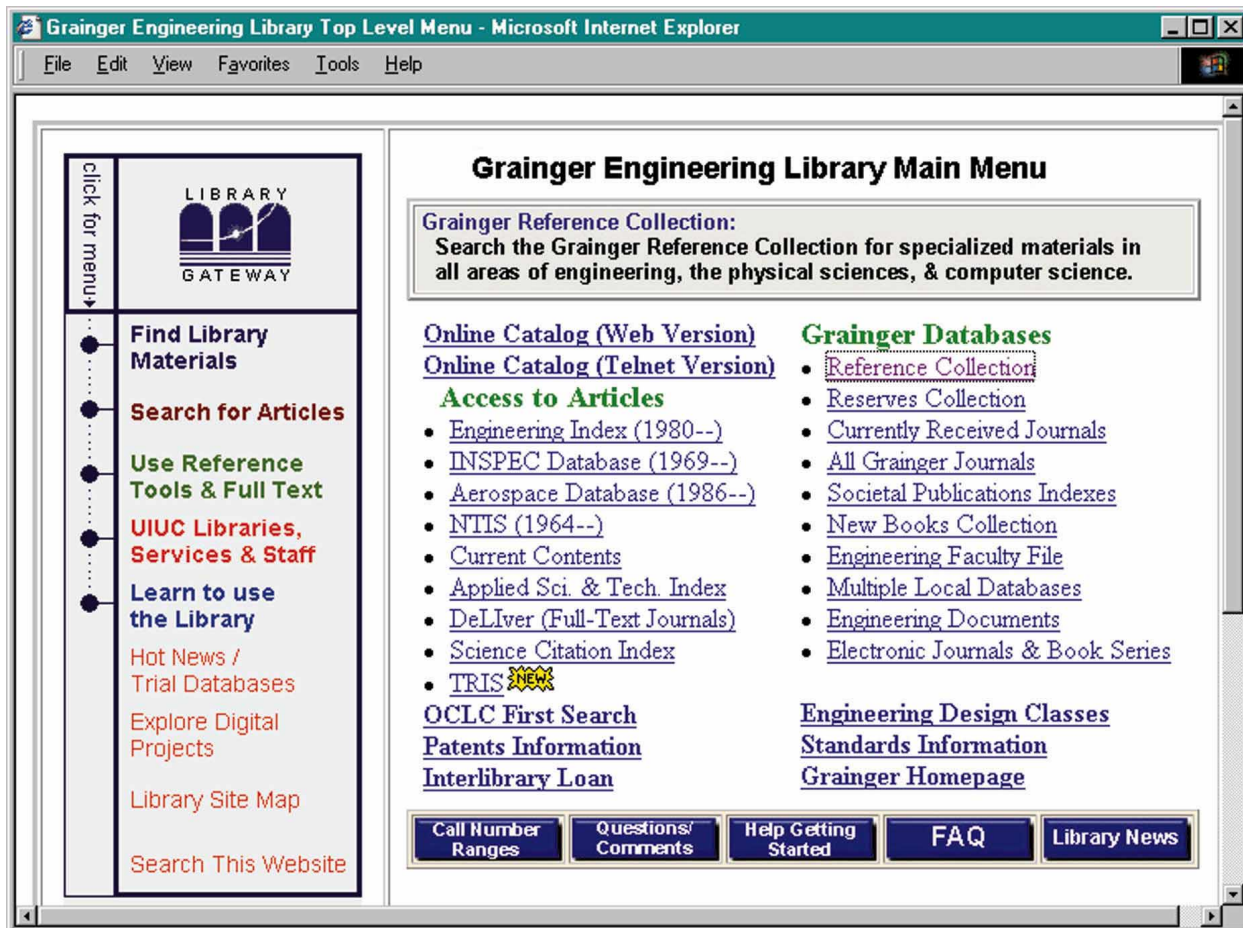 Grainger Engineering Library Top Level Menu - Microsoft Internet Explorer
File Edit View Favorites Tools Help
click for menu
LIBRARY
GATEWAY
Find Library
Materials
Search for Articles
Use Reference
Tools & Full Text
UIUC Libraries,
Services & Staff
Learn to use
the Library
Hot News /
Trial Databases
Explore Digital
Projects
Library Site Map
Search This Website
Grainger Engineering Library Main Menu
Grainger Reference Collection:
Search the Grainger Reference Collection for specialized materials in
all areas of engineering, the physical sciences, & computer science.
Online Catalog (Web Version)
Online Catalog (Telnet Version)
Access to Articles
Engineering Index (1980--)
INSPEC Database (1969--)
Aerospace Database (1986--)
NTIS (1964--)
Current Contents
Applied Sci. & Tech. Index
DeLIver (Full-Text Journals)
Science Citation Index
TRIS NEW
OCLC First Search
Patents Information
Interlibrary Loan
Grainger Databases
Reference Collection
Reserves Collection
Currently Received Journals
All Grainger Journals
Societal Publications Indexes
New Books Collection
Engineering Faculty File
Multiple Local Databases
Engineering Documents
Electronic Journals & Book Series
Engineering Design Classes
Standards Information
Grainger Homepage
Call Number
Ranges
Questions/
Comments
Help Getting
Started
FAQ
Library News